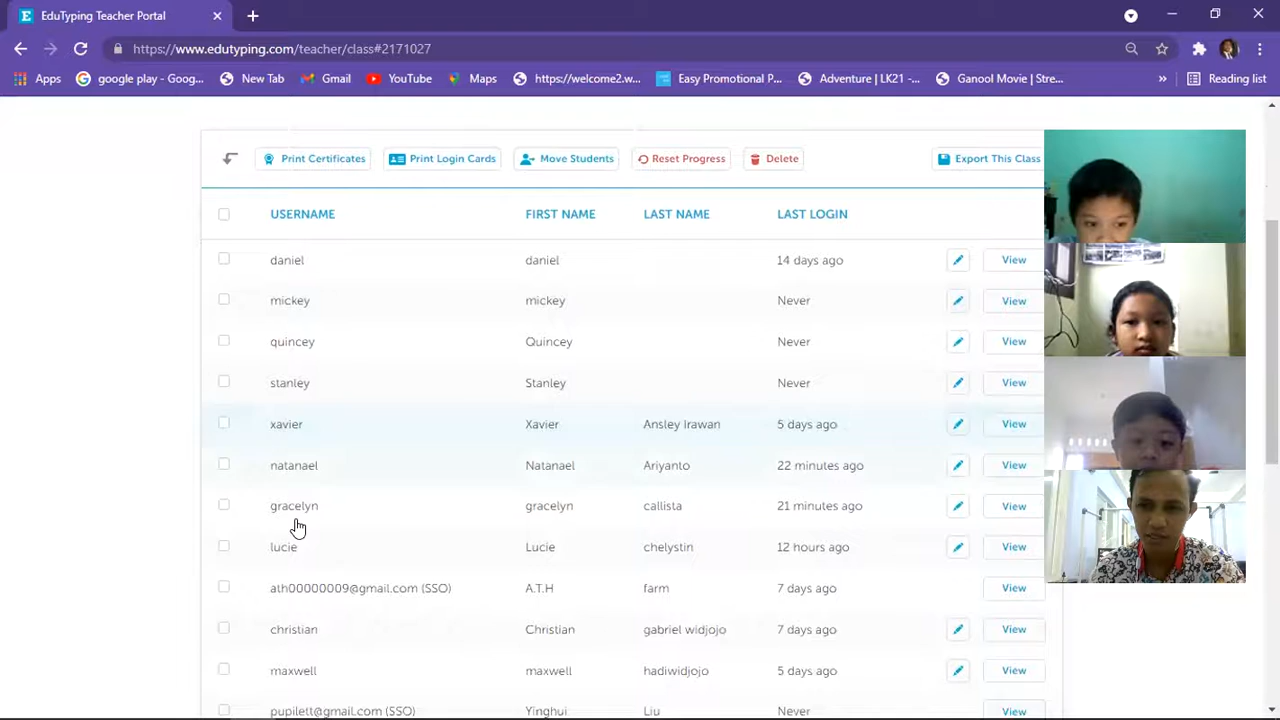 EduTyping Teacher Portal
https://www.edutyping.com/teacher/class#2171027
Apps google play - Goog... New Tab Gmail YouTube Maps https://welcome2.w... Easy Promotional P... Adventure | LK21 -... Ganool Movie | Stre... » Reading list
Print Certificates Print Login Cards Move Students Reset Progress Delete Export This Class
USERNAME FIRST NAME LAST NAME LAST LOGIN
daniel daniel 14 days ago View
mickey mickey Never View
quincey Quincey Never View
stanley Stanley Never View
xavier Xavier Ansley Irawan 5 days ago View
natanael Natanael Ariyanto 22 minutes ago View
gracelyn gracelyn callista 21 minutes ago View
lucie Lucie chelystin 12 hours ago View
ath00000009@gmail.com (SSO) A.T.H farm 7 days ago View
christian Christian gabriel widjojo 7 days ago View
maxwell maxwell hadiwidjojo 5 days ago View
pupilett@gmail.com (SSO) Yinghui Liu Never View